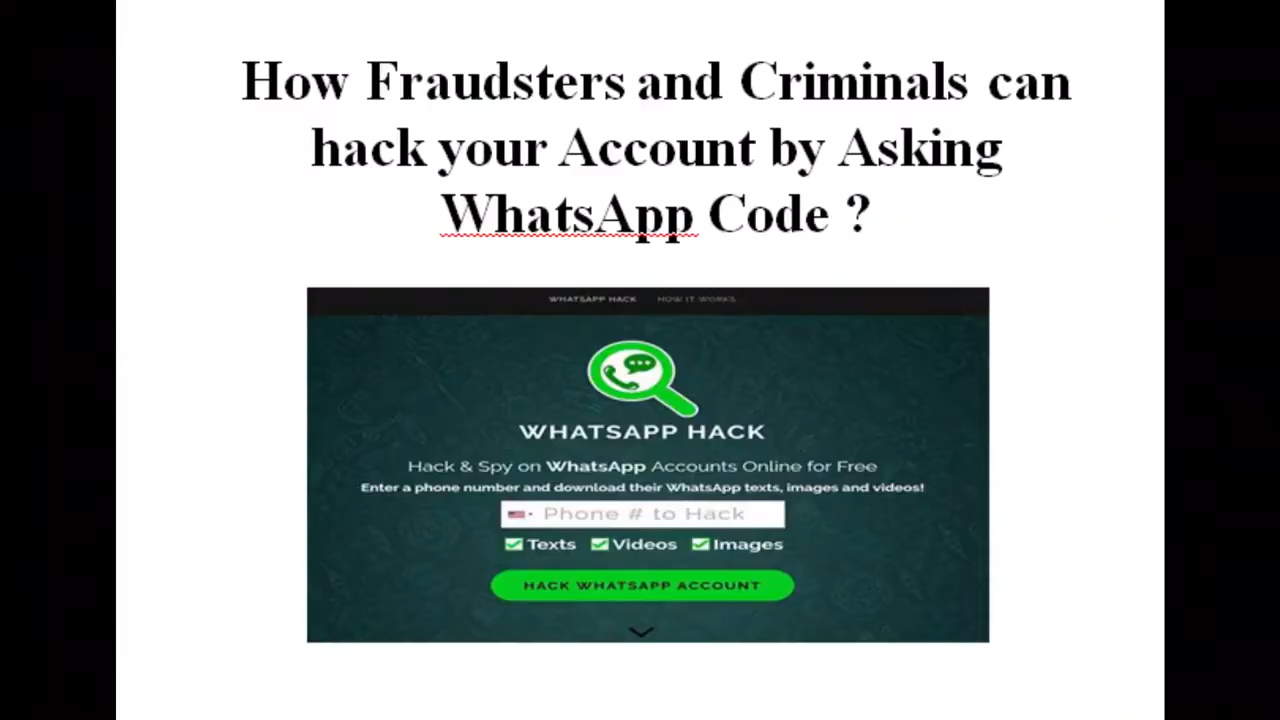 How Fraudsters and Criminals can
hack your Account by Asking
WhatsApp Code ?
WHATSAPP HACK HOW IT WORKS
WHATSAPP HACK
Hack & Spy on WhatsApp Accounts Online for Free
Enter a phone number and download their WhatsApp texts, images and videos!
Phone # to Hack
Texts Videos Images
HACK WHATSAPP ACCOUNT